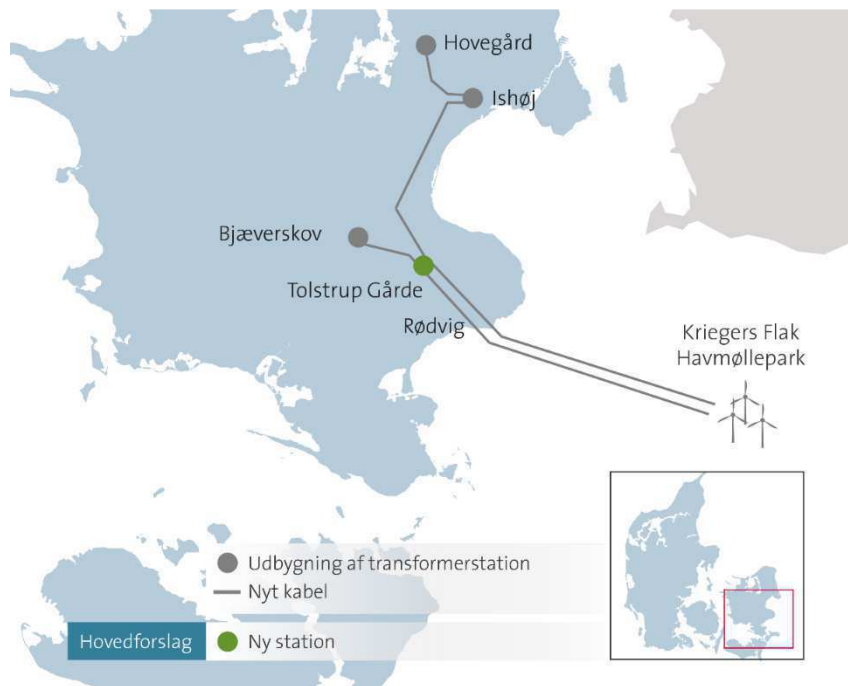 Hovegård
Ishøj
Bjæverskov
Tolstrup Gårde
Rødvig
Kriegers Flak
Havmøllepark
Udbygning af transformerstation
Nyt kabel
Hovedforslag
Ny station